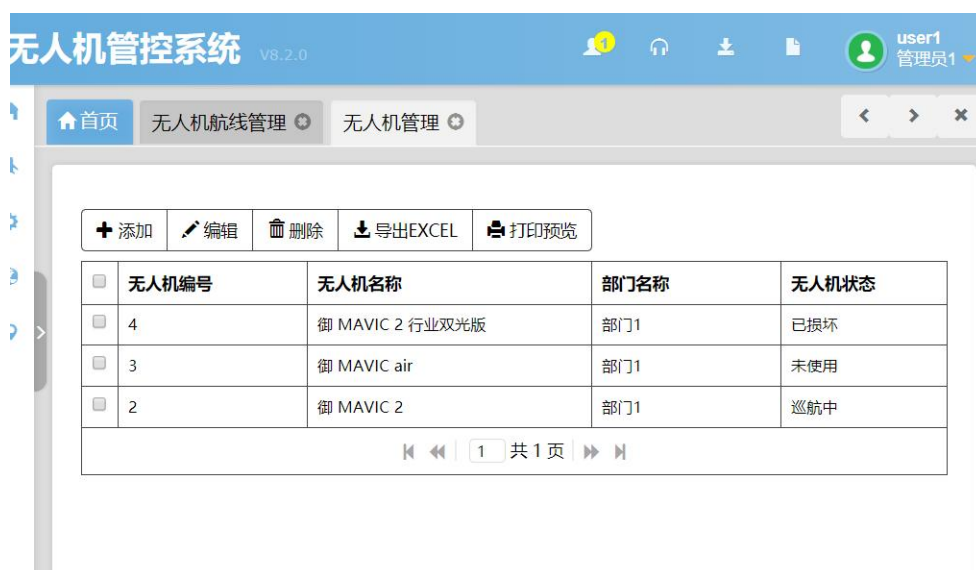 无人机管控系统 V8.2.0
1
user1
管理员1
首页 无人机航线管理 无人机管理
添加 编辑 删除 导出EXCEL 打印预览
无人机编号 无人机名称 部门名称 无人机状态
4 御 MAVIC 2 行业双光版 部门1 已损坏
3 御 MAVIC air 部门1 未使用
2 御 MAVIC 2 部门1 巡航中
1 共 1 页